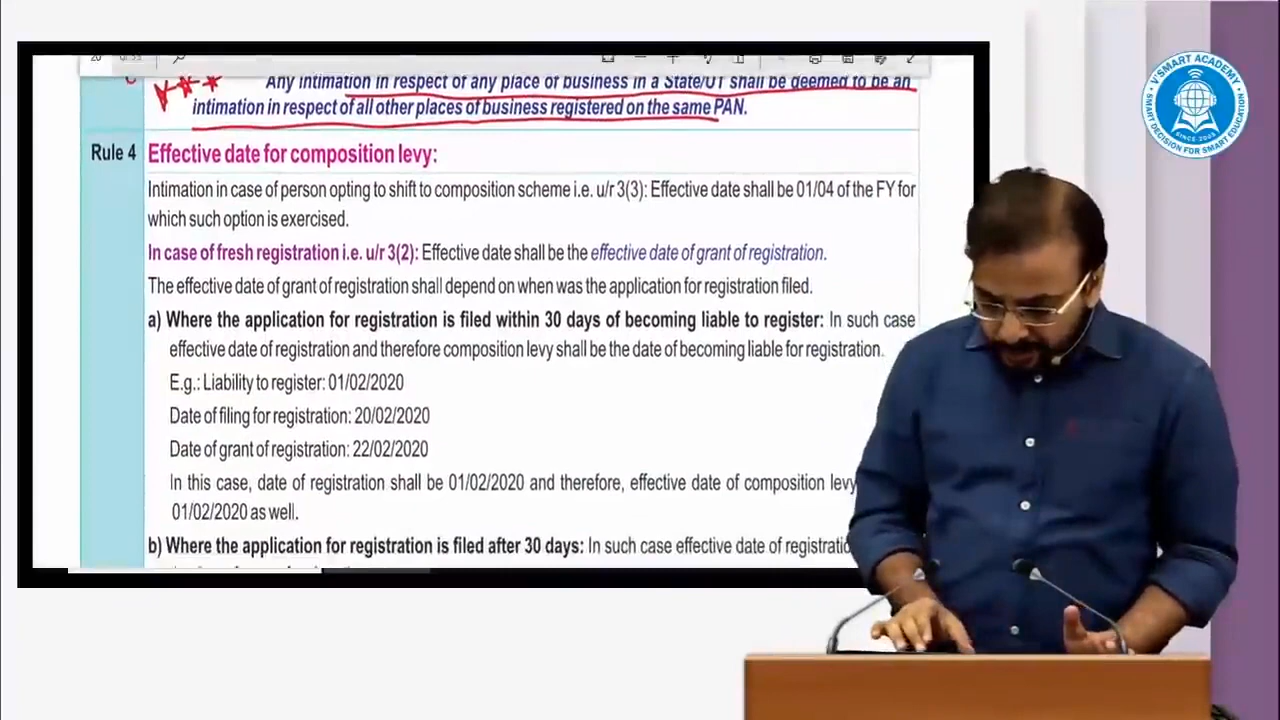 Any intimation in respect of any place of business in a State/UT shall be deemed to be an
intimation in respect of all other places of business registered on the same PAN.
Rule 4 Effective date for composition levy:
Intimation in case of person opting to shift to composition scheme i.e. u/r 3(3): Effective date shall be 01/04 of the FY for
which such option is exercised.
In case of fresh registration i.e. u/r 3(2): Effective date shall be the effective date of grant of registration.
The effective date of grant of registration shall depend on when was the application for registration filed.
a) Where the application for registration is filed within 30 days of becoming liable to register: In such case
effective date of registration and therefore composition levy shall be the date of becoming liable for registration.
E.g.: Liability to register: 01/02/2020
Date of filing for registration: 20/02/2020
Date of grant of registration: 22/02/2020
In this case, date of registration shall be 01/02/2020 and therefore, effective date of composition levy
01/02/2020 as well.
b) Where the application for registration is filed after 30 days: In such case effective date of registratio
V'SMART ACADEMY
SINCE 2003
SMART DECISION FOR SMART EDUCATION